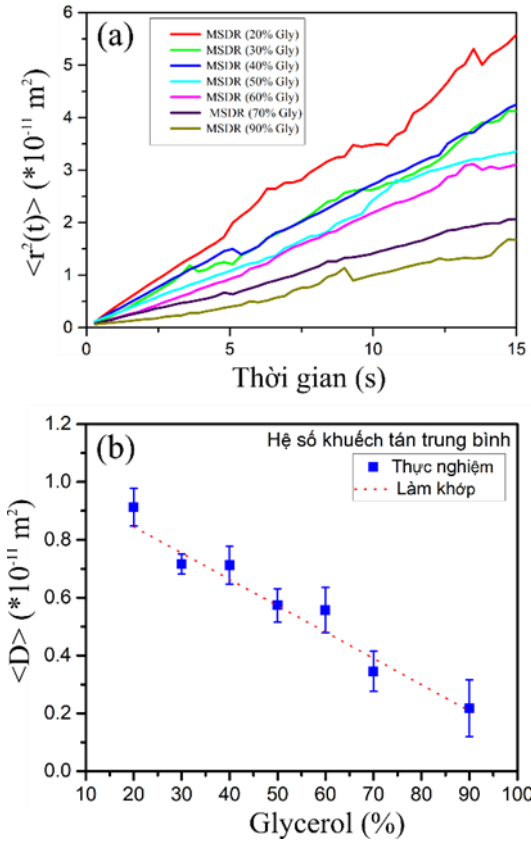 (a)
MSDR (20% Gly)
MSDR (30% Gly)
MSDR (40% Gly)
MSDR (50% Gly)
MSDR (60% Gly)
MSDR (70% Gly)
MSDR (90% Gly)
<r²(t)> (*10⁻¹¹ m²)
6
5
4
3
2
1
0
0 5 10 15
Thời gian (s)
(b)
Hệ số khuếch tán trung bình
Thực nghiệm
Làm khớp
<D> (*10⁻¹¹ m²)
1.2
1.0
0.8
0.6
0.4
0.2
0.0
10 20 30 40 50 60 70 80 90 100
Glycerol (%)